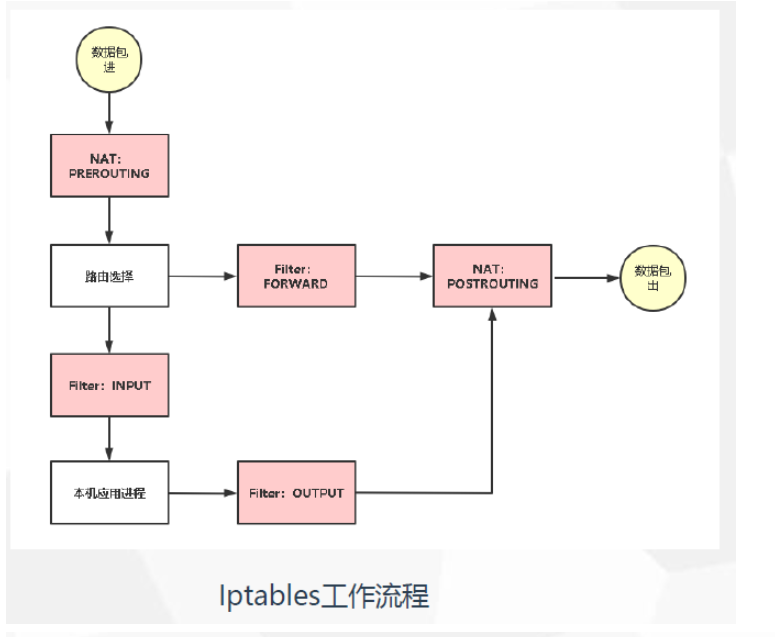 数据包
进
NAT:
PREROUTING
路由选择
Filter:
FORWARD
NAT:
POSTROUTING
数据包
出
Filter: INPUT
本机应用进程
Filter: OUTPUT
Iptables工作流程